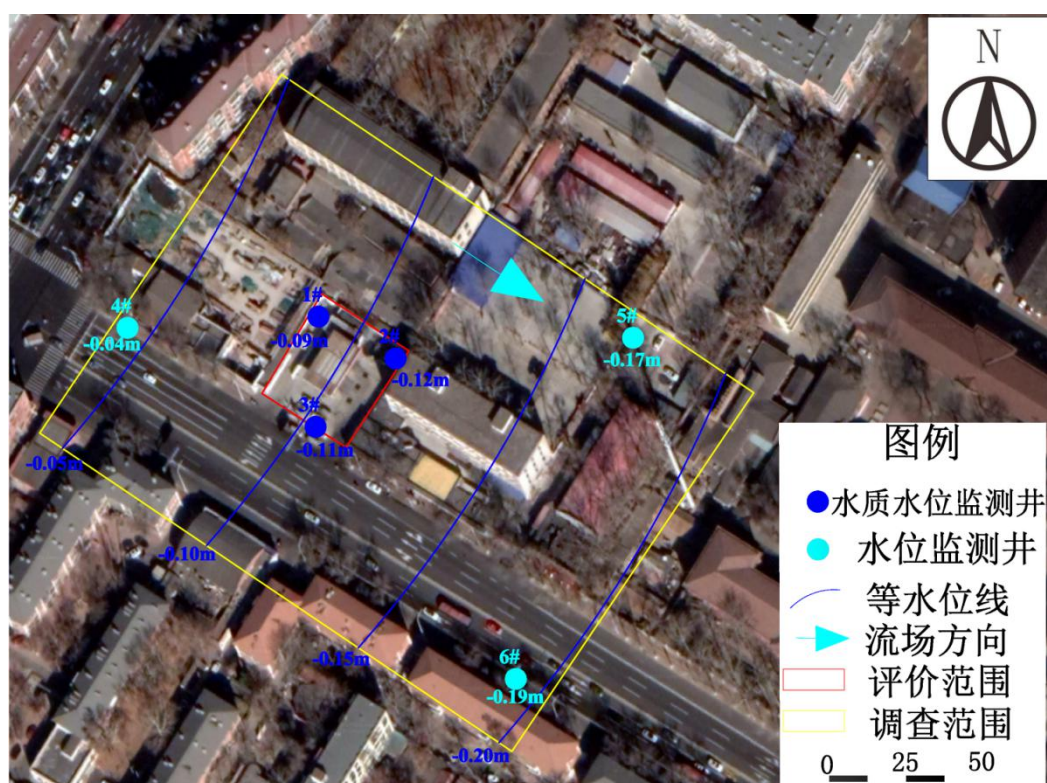 N
1#
-0.09m
2#
-0.12m
3#
-0.11m
4#
-0.04m
5#
-0.17m
6#
-0.19m
-0.05m
-0.10m
-0.15m
-0.20m
图例
水质水位监测井
水位监测井
等水位线
流场方向
评价范围
调查范围
0 25 50